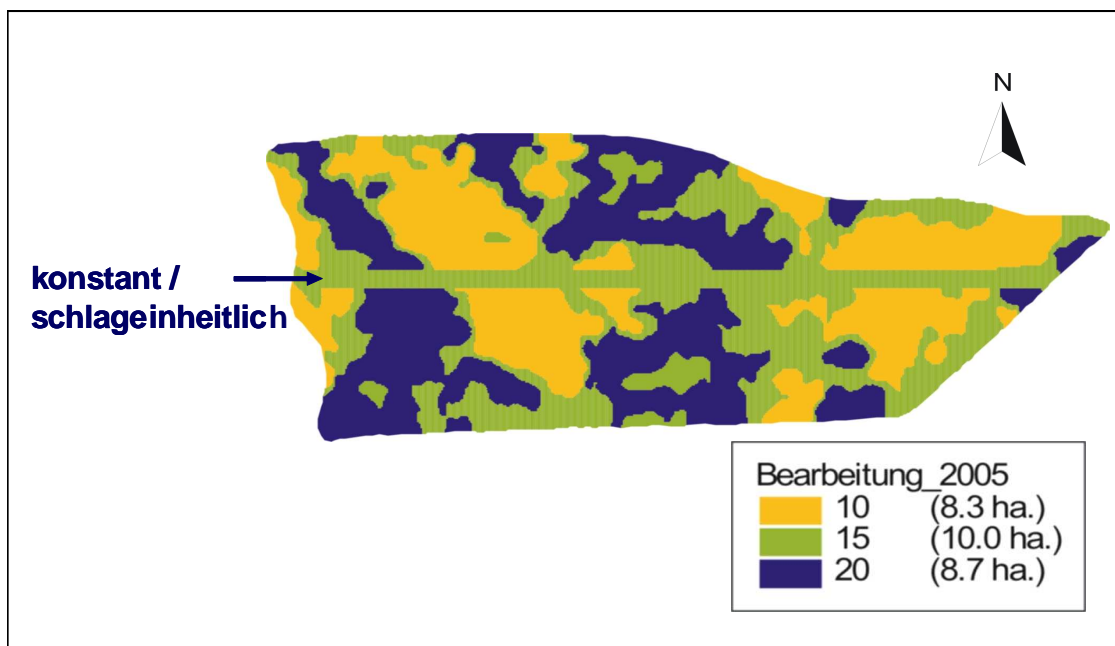 N
konstant /
schlageinheitlich
Bearbeitung_2005
10 (8.3 ha.)
15 (10.0 ha.)
20 (8.7 ha.)